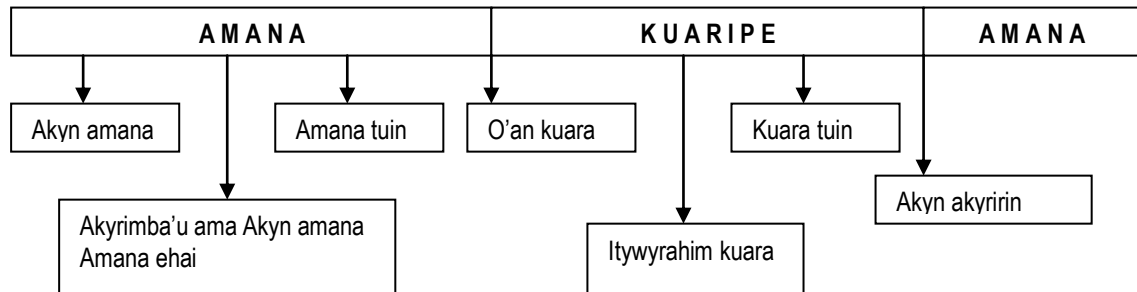 A M A N A
K U A R I P E
A M A N A
Akyn amana
Amana tuin
O'an kuara
Kuara tuin
Akyn akyririn
Akyrimba'u ama Akyn amana
Amana ehai
Itywyrahim kuara